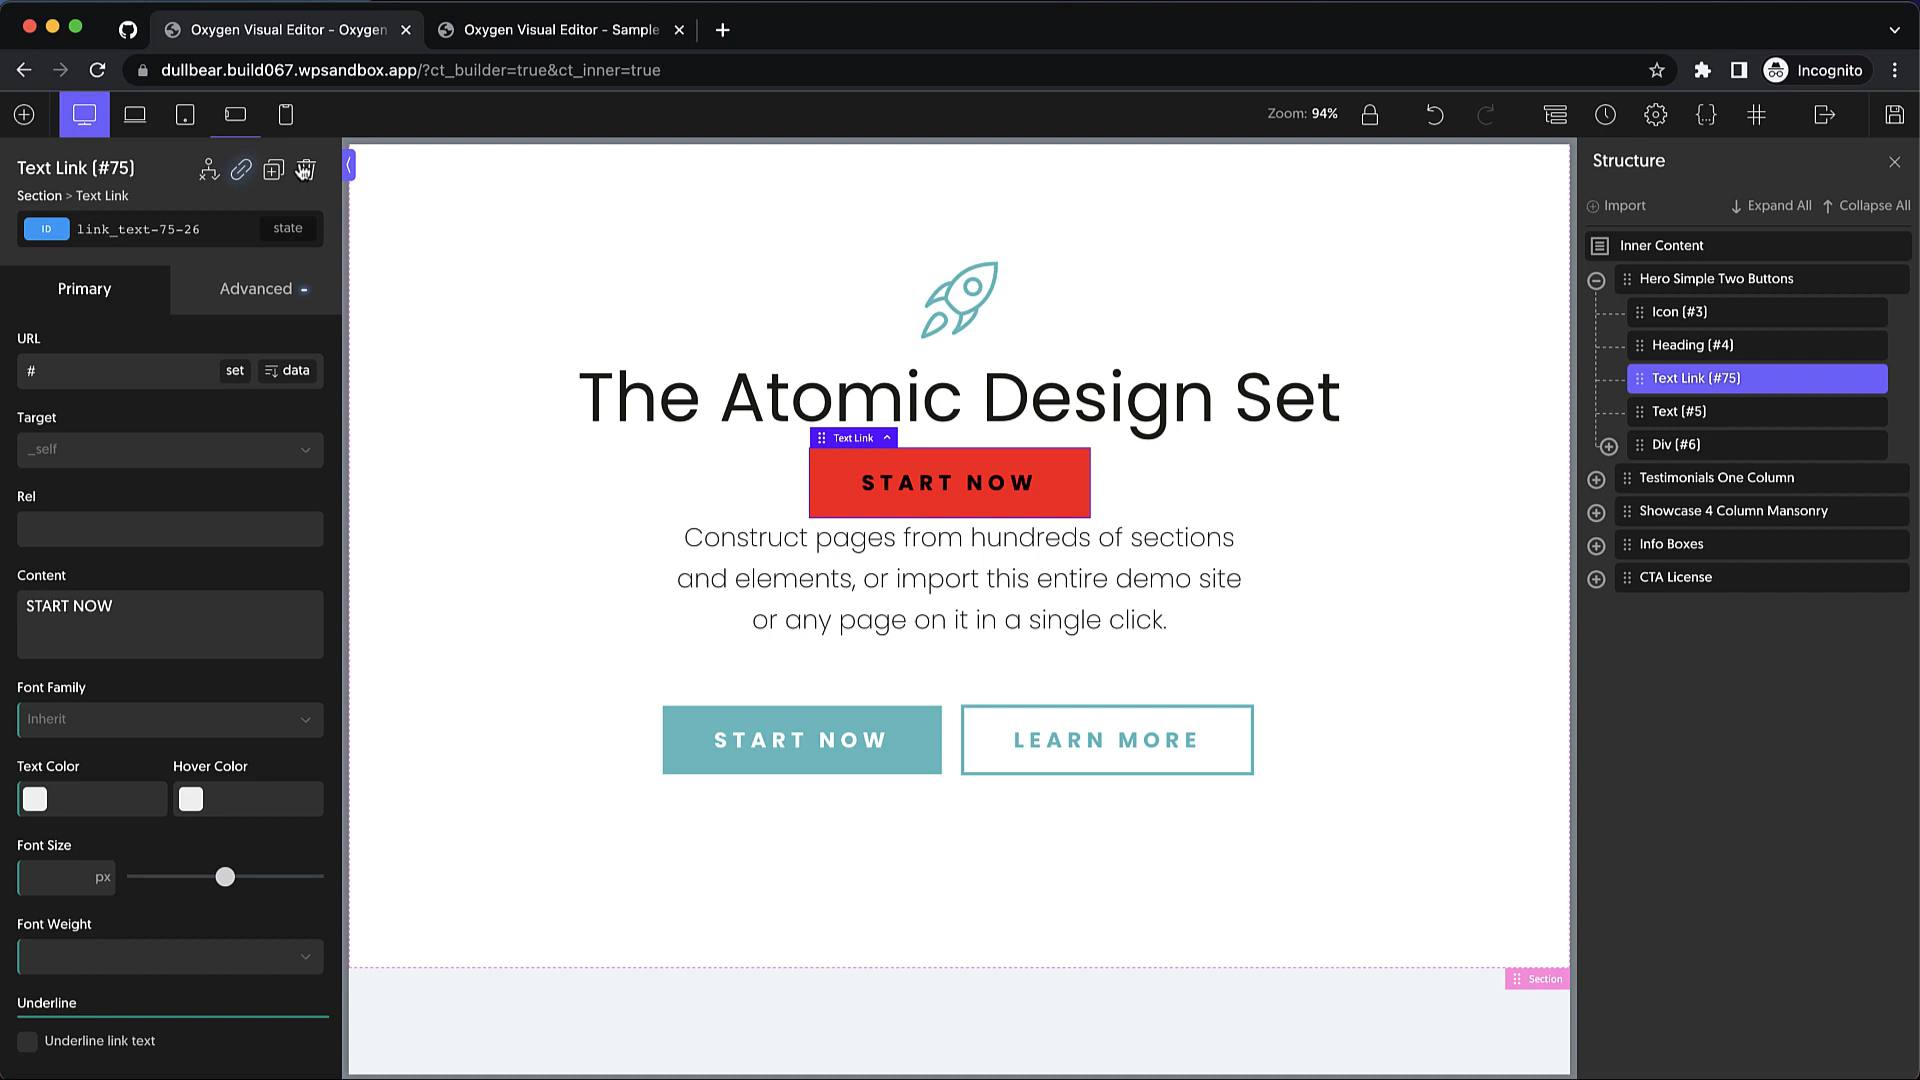 Oxygen Visual Editor - Oxygen
Oxygen Visual Editor - Sample
dullbear.build067.wpsandbox.app/?ct_builder=true&ct_inner=true
Incognito
Zoom: 94%
Text Link (#75)
Section > Text Link
ID link_text-75-26 state
Primary
Advanced
URL
# set data
Target
_self
Rel
Content
START NOW
Font Family
Inherit
Text Color
Hover Color
Font Size
px
Font Weight
Underline
Underline link text
The Atomic Design Set
Text Link
START NOW
Construct pages from hundreds of sections
and elements, or import this entire demo site
or any page on it in a single click.
START NOW
LEARN MORE
Section
Structure
Import
Expand All
Collapse All
Inner Content
Hero Simple Two Buttons
Icon (#3)
Heading (#4)
Text Link (#75)
Text (#5)
Div (#6)
Testimonials One Column
Showcase 4 Column Mansonry
Info Boxes
CTA License